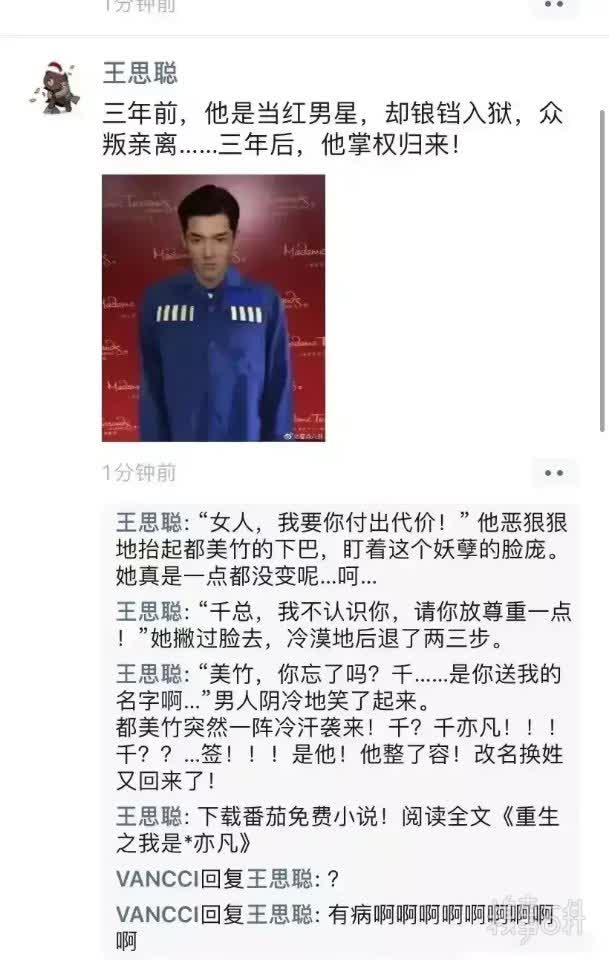 1分钟前
王思聪
三年前，他是当红男星，却锒铛入狱，众
叛亲离……三年后，他掌权归来！
Madame Tussauds
1分钟前
王思聪: “女人，我要你付出代价！” 他恶狠狠
地抬起都美竹的下巴，盯着这个妖孽的脸庞。
她真是一点都没变呢...呵...
王思聪: “千总，我不认识你，请你放尊重一点
！”她撇过脸去，冷漠地后退了两三步。
王思聪: “美竹，你忘了吗？千……是你送我的
名字啊...”男人阴冷地笑了起来。
都美竹突然一阵冷汗袭来！千？千亦凡！！！
千？？...签！！！是他！他整了容！改名换姓
又回来了！
王思聪: 下载番茄免费小说！阅读全文《重生
之我是*亦凡》
VANCCI回复王思聪: ?
VANCCI回复王思聪: 有病啊啊啊啊啊啊啊啊
啊